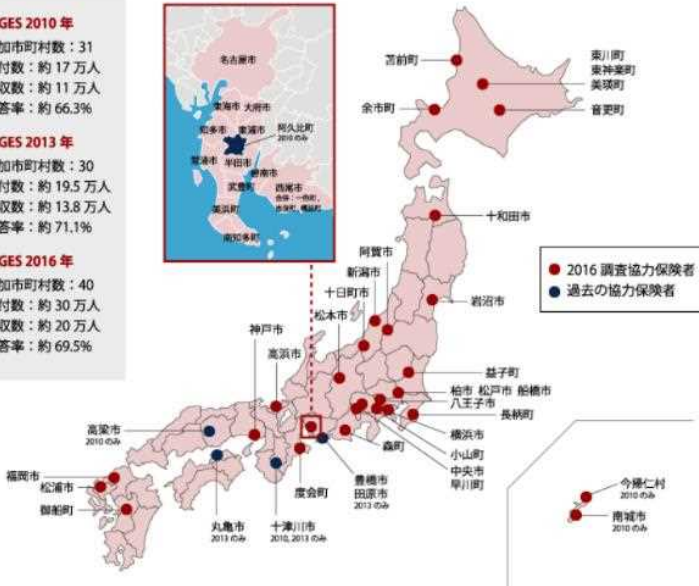 GES 2010 年
加市町村数：31
付数：約 17 万人
収数：約 11 万人
答率：約 66.3%
GES 2013 年
加市町村数：30
付数：約 19.5 万人
収数：約 13.8 万人
答率：約 71.1%
GES 2016 年
加市町村数：40
付数：約 30 万人
収数：約 20 万人
答率：約 69.5%
名古屋市
東海市 大府市
知多市 東浦市
阿久比町
2010 のみ
常滑市 半田市
碧南市
武豊町
西尾市
美浜町
南知多町
苫前町
東川町
東神楽町
美瑛町
余市町
音更町
十和田市
阿賀市
新潟市
十日町市
松本市
岩沼市
2016 調査協力保険者
過去の協力保険者
神戸市
高浜市
益子町
柏市 松戸市 船橋市
八王子市
長柄町
横浜市
小山町
中央市
早川町
森町
高梁市
2010 のみ
福岡市
松浦市
御船町
丸亀市
2013 のみ
十津川市
2010, 2013 のみ
度会町
豊橋市
田原市
2013 のみ
今帰仁村
2010 のみ
南城市
2010 のみ